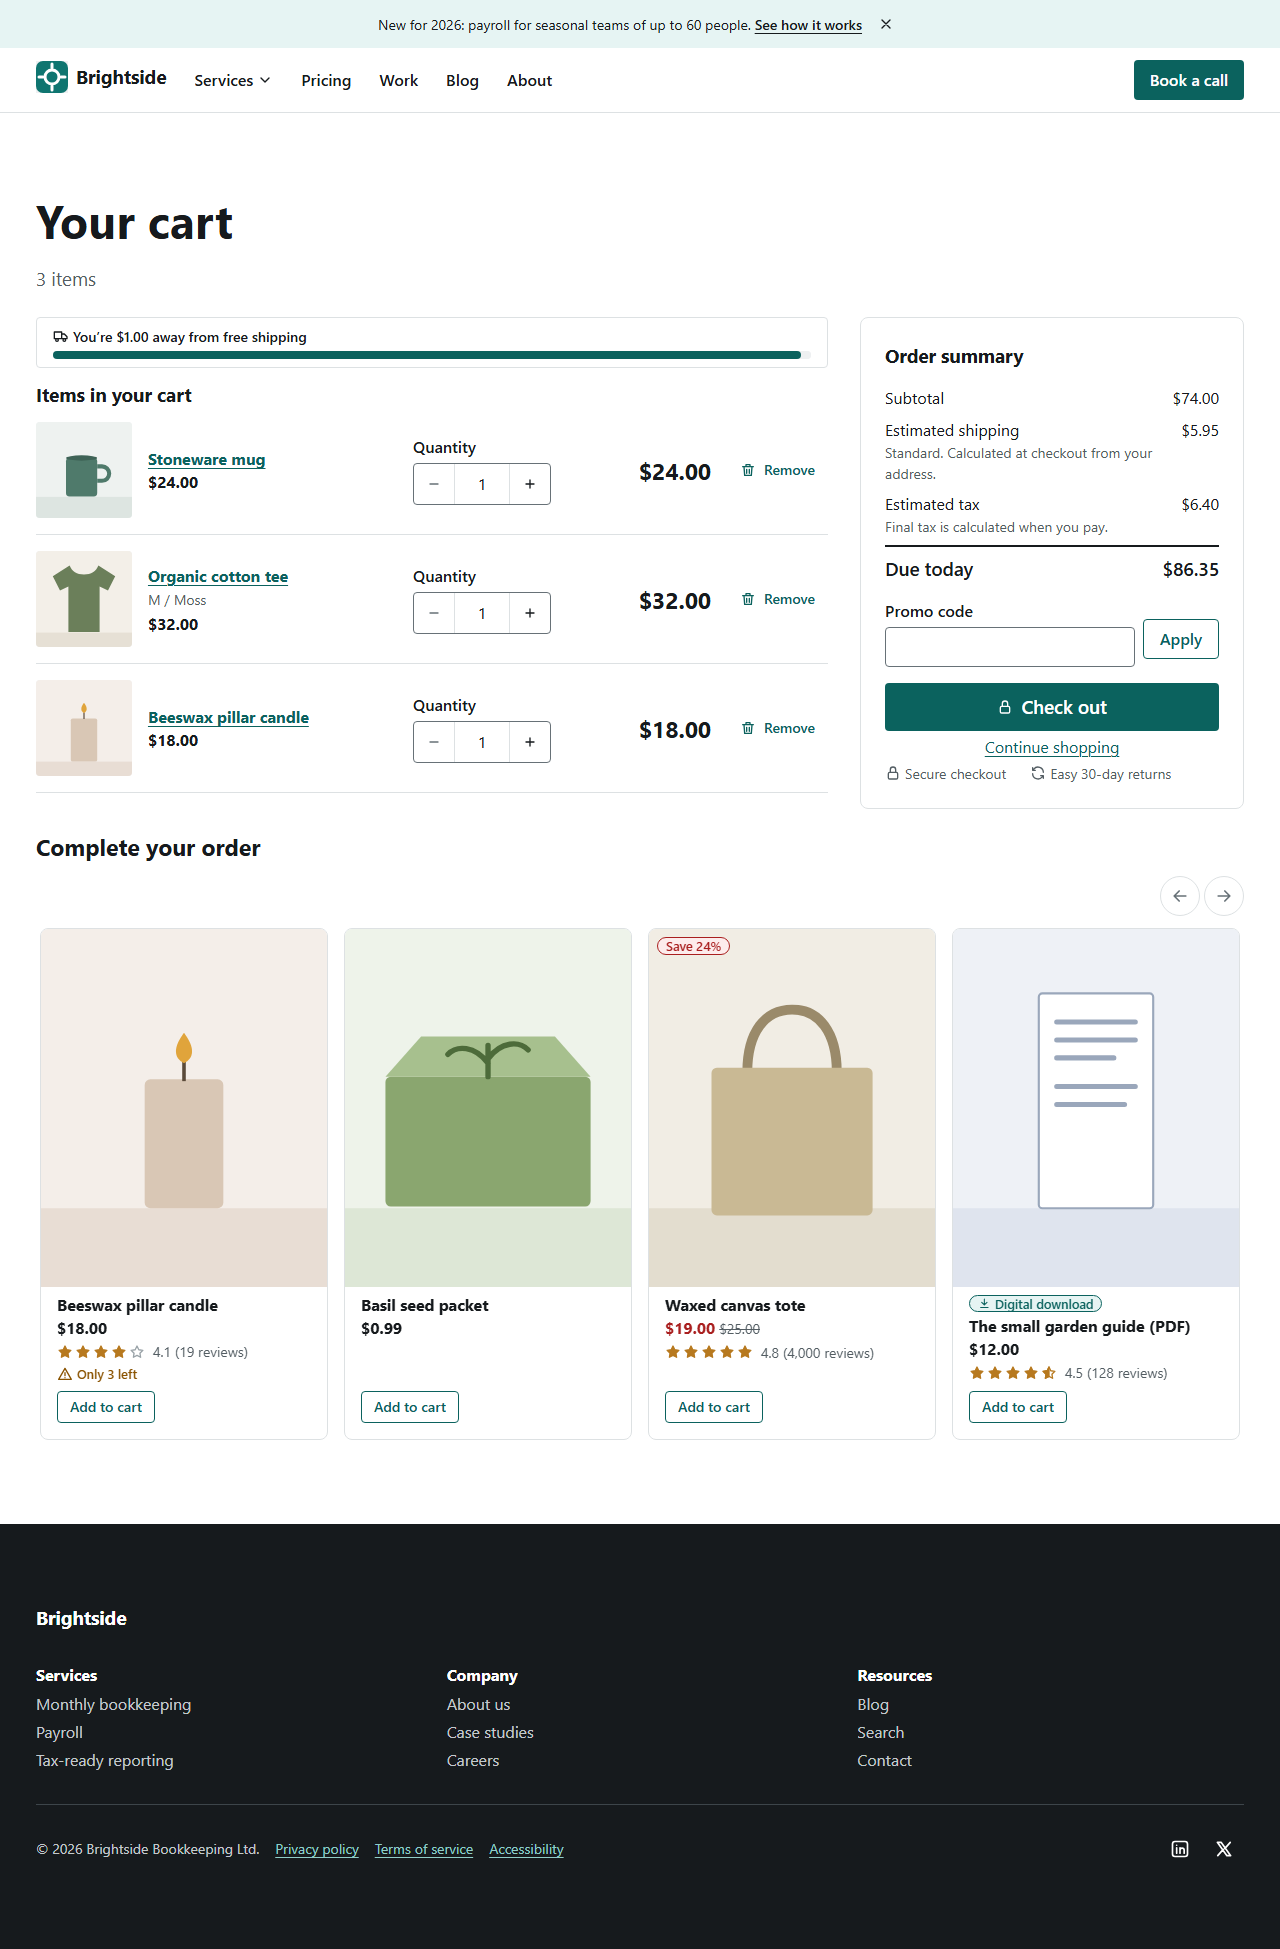 New for 2026: payroll for seasonal teams of up to 60 people. See how it works
Brightside
Services
Pricing
Work
Blog
About
Book a call
Your cart
3 items
You're $1.00 away from free shipping
Items in your cart
Stoneware mug
$24.00
Quantity
1
$24.00
Remove
Organic cotton tee
M / Moss
$32.00
Quantity
1
$32.00
Remove
Beeswax pillar candle
$18.00
Quantity
1
$18.00
Remove
Order summary
Subtotal $74.00
Estimated shipping $5.95
Standard. Calculated at checkout from your
address.
Estimated tax $6.40
Final tax is calculated when you pay.
Due today $86.35
Promo code
Apply
Check out
Continue shopping
Secure checkout
Easy 30-day returns
Complete your order
Beeswax pillar candle
$18.00
4.1 (19 reviews)
Only 3 left
Add to cart
Basil seed packet
$0.99
Add to cart
Save 24%
Waxed canvas tote
$19.00 $25.00
4.8 (4,000 reviews)
Add to cart
Digital download
The small garden guide (PDF)
$12.00
4.5 (128 reviews)
Add to cart
Brightside
Services
Monthly bookkeeping
Payroll
Tax-ready reporting
Company
About us
Case studies
Careers
Resources
Blog
Search
Contact
© 2026 Brightside Bookkeeping Ltd. Privacy policy Terms of service Accessibility